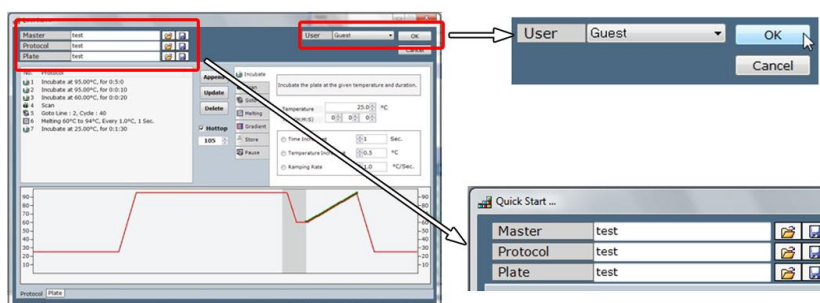 Master test
Protocol test
Plate test
User Guest OK
Cancel
No. Protocol
1 Incubate at 95.00°C, for 0:5:0
2 Incubate at 95.00°C, for 0:0:10
3 Incubate at 60.00°C, for 0:0:20
4 Scan
5 Goto Line : 2, Cycle : 40
6 Melting 60°C to 94°C, Every 1.0°C, 1 Sec.
7 Incubate at 25.00°C, for 0:1:30
Append
Update
Delete
Hottop
105
Incubate
Goto
Melting
Gradient
Store
Pause
Incubate the plate at the given temperature and duration.
Temperature 25.0 °C
0 0 0
1 Sec.
Temperature 0.5 °C
Ramping Rate 1.0 °C/Sec.
90 90
80 80
70 70
60 60
50 50
40 40
30 30
20 20
10 10
Protocol Plate
User Guest OK
Cancel
Quick Start ...
Master test
Protocol test
Plate test